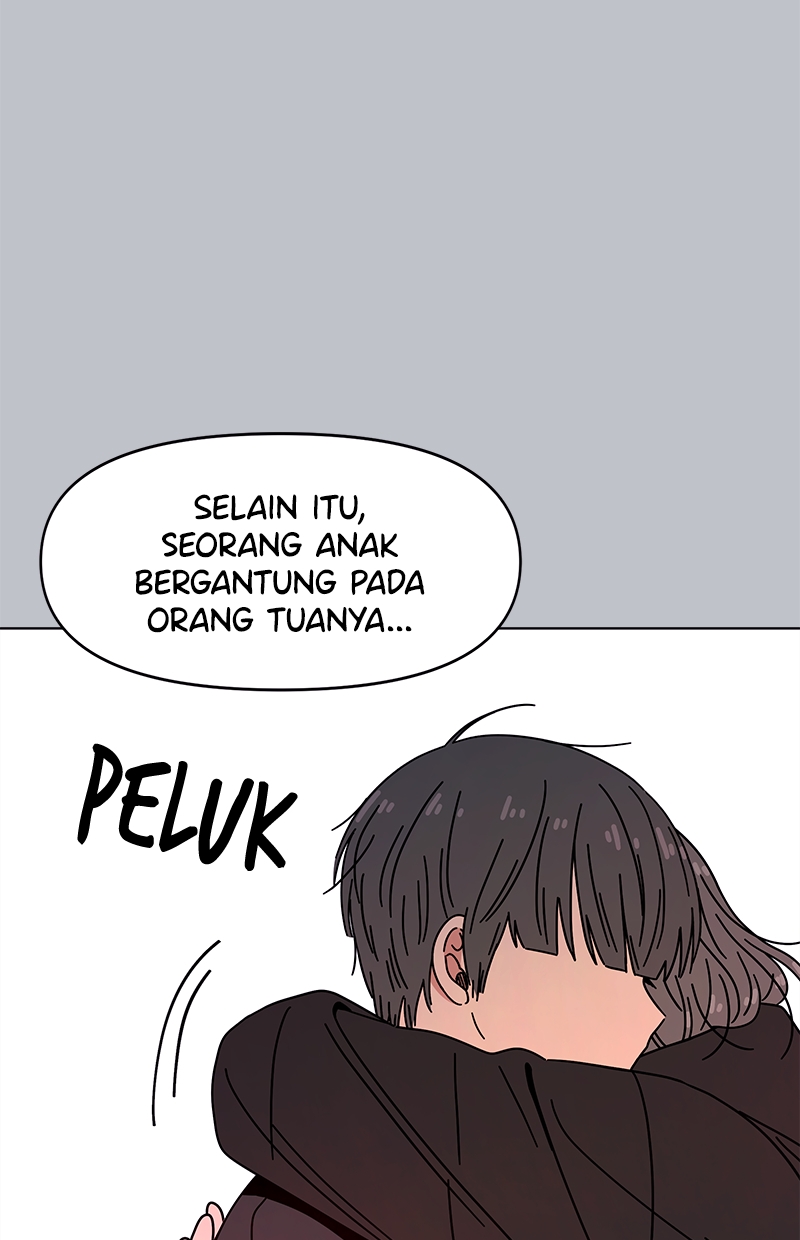 SELAIN ITU,
SEORANG ANAK
BERGANTUNG PADA
ORANG TUANYA...
PELUK